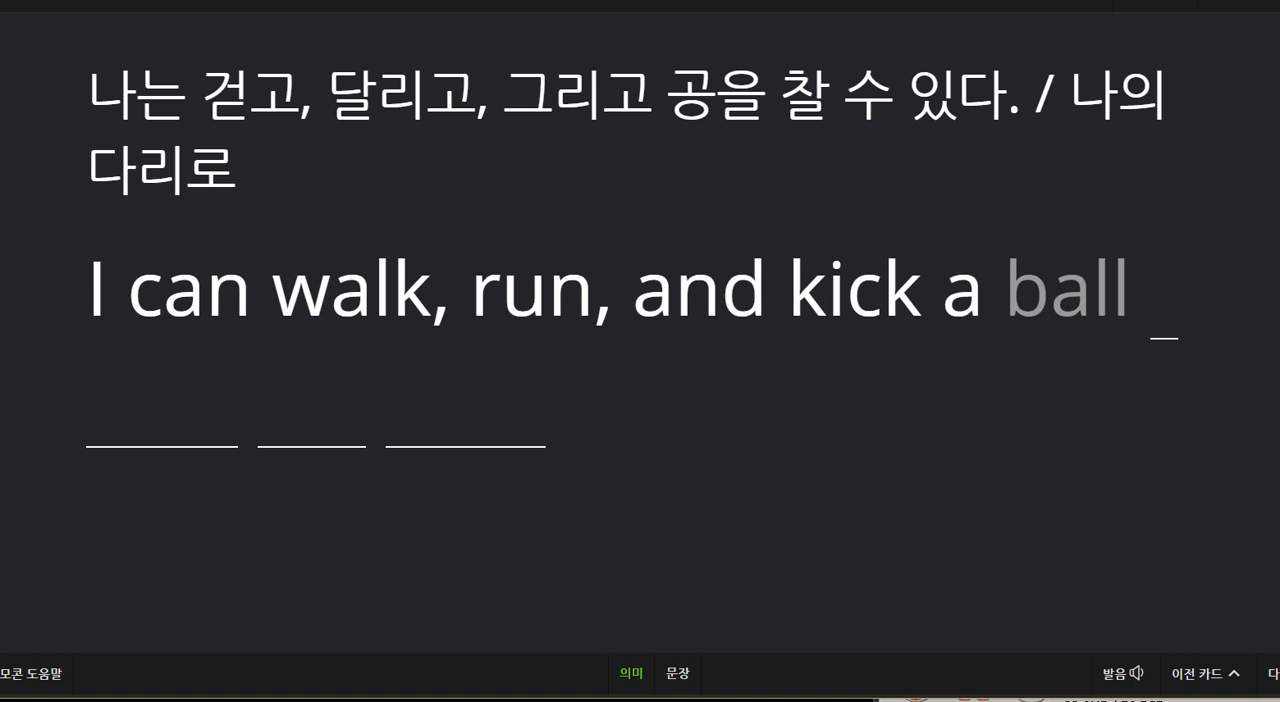 나는 걷고, 달리고, 그리고 공을 찰 수 있다. / 나의
다리로
I can walk, run, and kick a ball _
모콘 도움말
의미
문장
발음
이전 카드
다